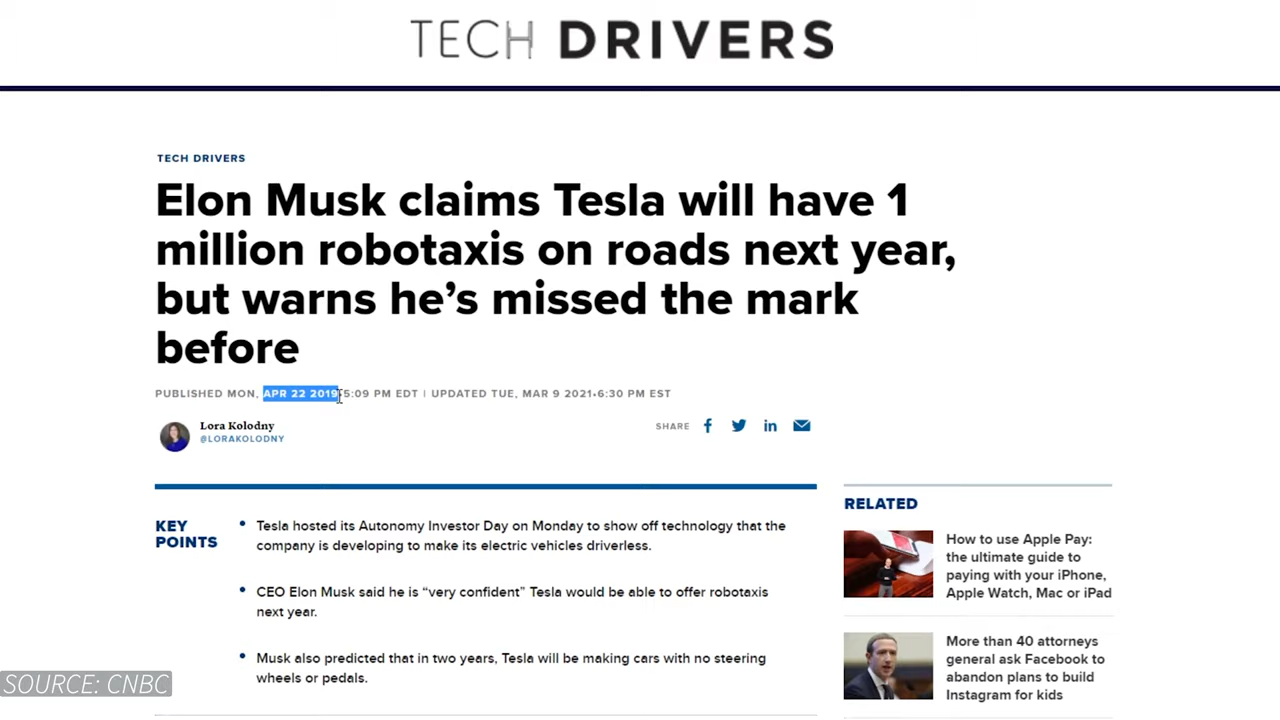 TECH DRIVERS
TECH DRIVERS
Elon Musk claims Tesla will have 1
million robotaxis on roads next year,
but warns he's missed the mark
before
PUBLISHED MON, APR 22 2019•5:09 PM EDT | UPDATED TUE, MAR 9 2021•6:30 PM EST
Lora Kolodny
@LORAKOLODNY
SHARE
KEY
POINTS
Tesla hosted its Autonomy Investor Day on Monday to show off technology that the
company is developing to make its electric vehicles driverless.
CEO Elon Musk said he is “very confident” Tesla would be able to offer robotaxis
next year.
Musk also predicted that in two years, Tesla will be making cars with no steering
wheels or pedals.
RELATED
How to use Apple Pay:
the ultimate guide to
paying with your iPhone,
Apple Watch, Mac or iPad
More than 40 attorneys
general ask Facebook to
abandon plans to build
Instagram for kids
SOURCE: CNBC